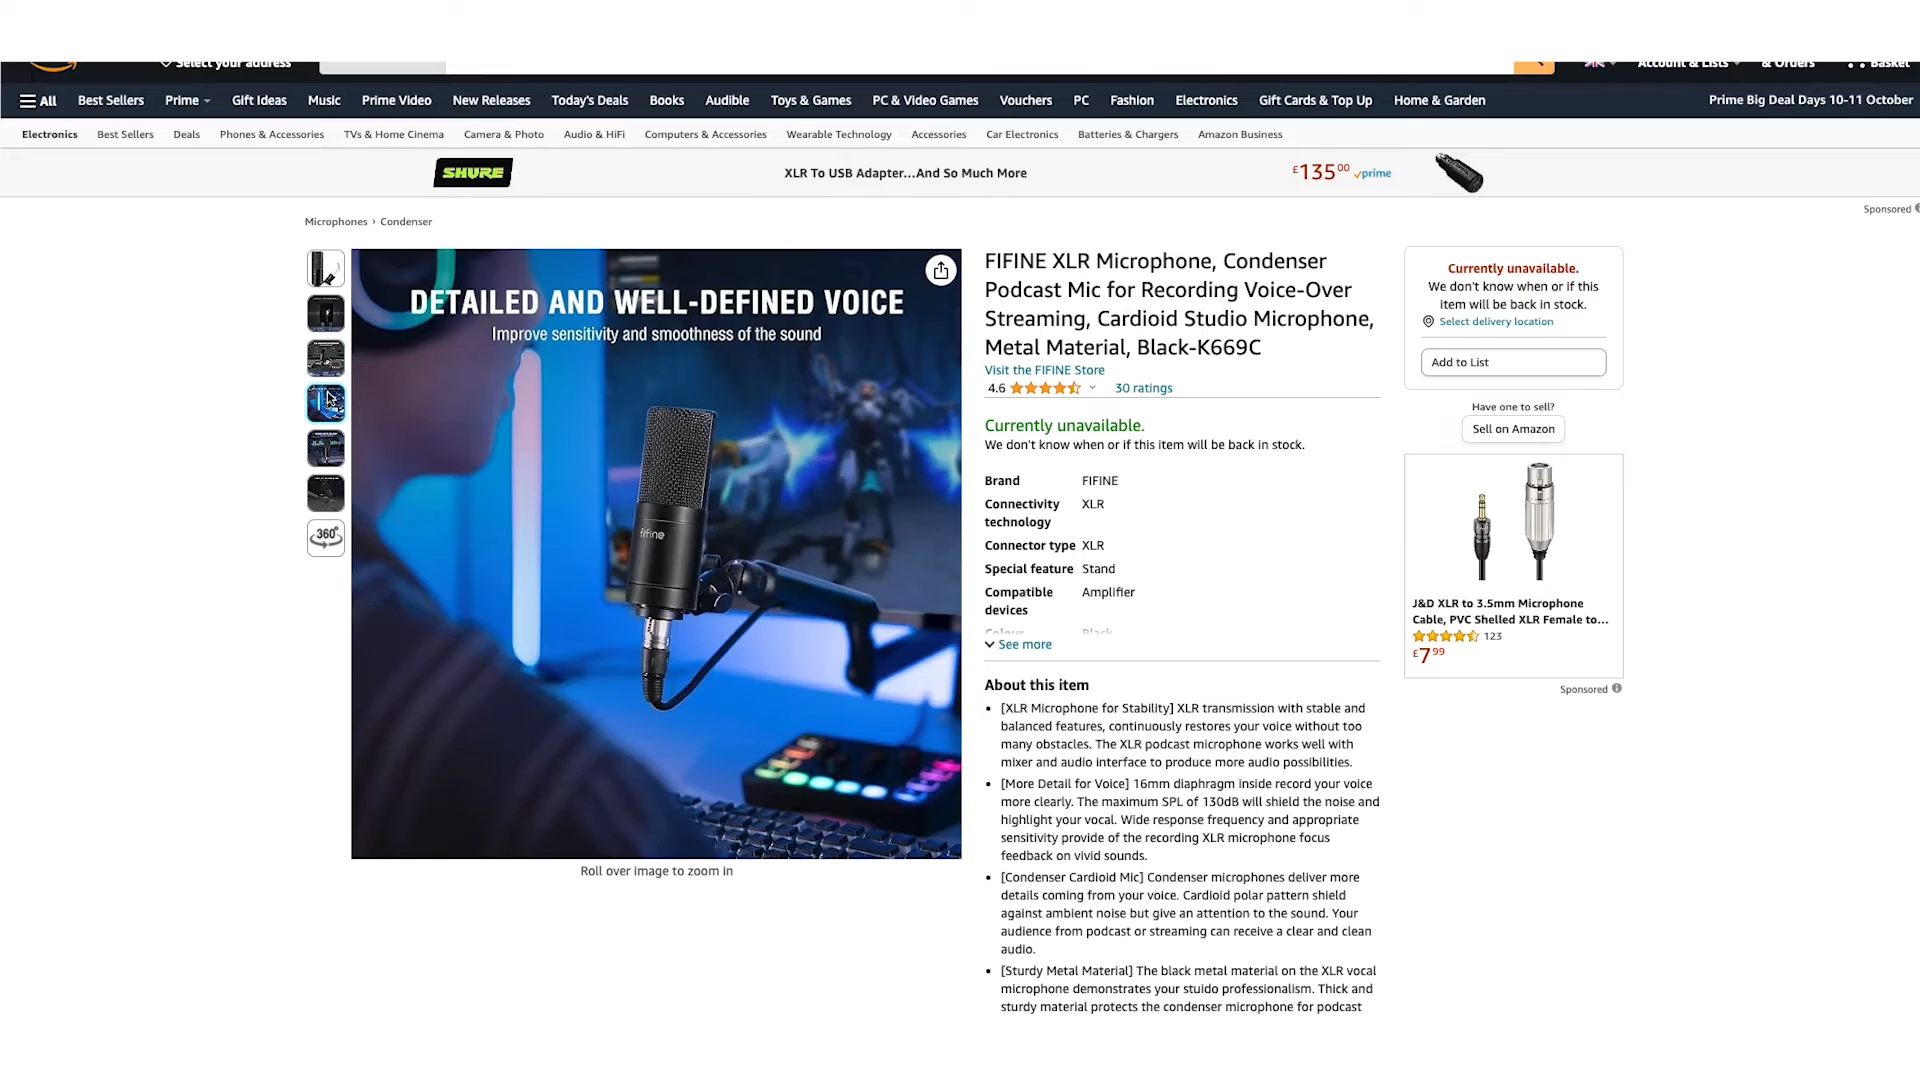 Select your address
Account & Lists
& Orders
Basket
All
Best Sellers
Prime
Gift Ideas
Music
Prime Video
New Releases
Today's Deals
Books
Audible
Toys & Games
PC & Video Games
Vouchers
PC
Fashion
Electronics
Gift Cards & Top Up
Home & Garden
Prime Big Deal Days 10-11 October
Electronics
Best Sellers
Deals
Phones & Accessories
TVs & Home Cinema
Camera & Photo
Audio & HiFi
Computers & Accessories
Wearable Technology
Accessories
Car Electronics
Batteries & Chargers
Amazon Business
SHURE
XLR To USB Adapter...And So Much More
£135.00 prime
Sponsored
Microphones › Condenser
360°
DETAILED AND WELL-DEFINED VOICE
Improve sensitivity and smoothness of the sound
fifine
Roll over image to zoom in
FIFINE XLR Microphone, Condenser
Podcast Mic for Recording Voice-Over
Streaming, Cardioid Studio Microphone,
Metal Material, Black-K669C
Visit the FIFINE Store
4.6
30 ratings
Currently unavailable.
We don't know when or if this item will be back in stock.
Brand FIFINE
Connectivity XLR
technology
Connector type XLR
Special feature Stand
Compatible Amplifier
devices
Colour Black
See more
About this item
• [XLR Microphone for Stability] XLR transmission with stable and
balanced features, continuously restores your voice without too
many obstacles. The XLR podcast microphone works well with
mixer and audio interface to produce more audio possibilities.
• [More Detail for Voice] 16mm diaphragm inside record your voice
more clearly. The maximum SPL of 130dB will shield the noise and
highlight your vocal. Wide response frequency and appropriate
sensitivity provide of the recording XLR microphone focus
feedback on vivid sounds.
• [Condenser Cardioid Mic] Condenser microphones deliver more
details coming from your voice. Cardioid polar pattern shield
against ambient noise but give an attention to the sound. Your
audience from podcast or streaming can receive a clear and clean
audio.
• [Sturdy Metal Material] The black metal material on the XLR vocal
microphone demonstrates your stuido professionalism. Thick and
sturdy material protects the condenser microphone for podcast
Currently unavailable.
We don't know when or if this
item will be back in stock.
Select delivery location
Add to List
Have one to sell?
Sell on Amazon
J&D XLR to 3.5mm Microphone
Cable, PVC Shelled XLR Female to...
123
£7.99
Sponsored